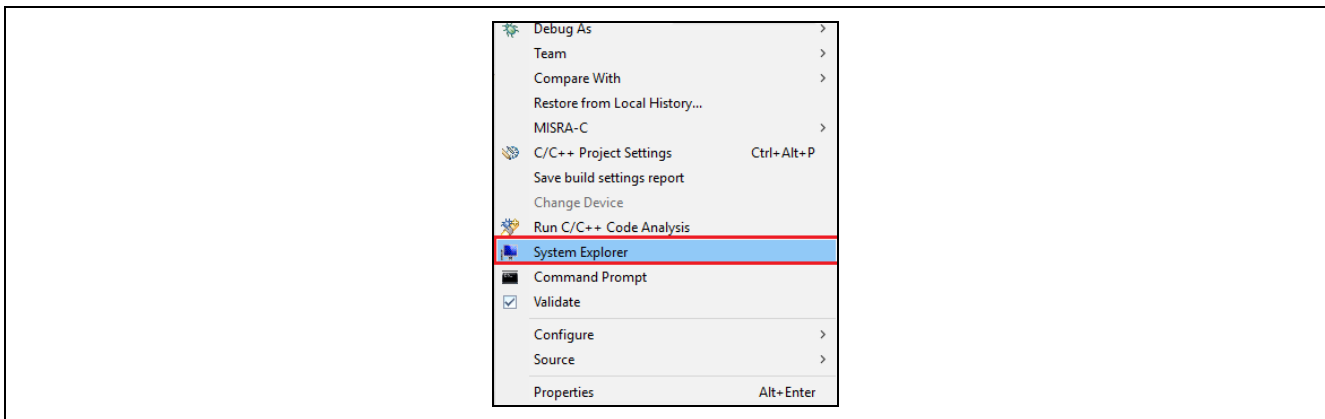 Debug As
Team
Compare With
Restore from Local History...
MISRA-C
C/C++ Project Settings Ctrl+Alt+P
Save build settings report
Change Device
Run C/C++ Code Analysis
System Explorer
Command Prompt
Validate
Configure
Source
Properties Alt+Enter